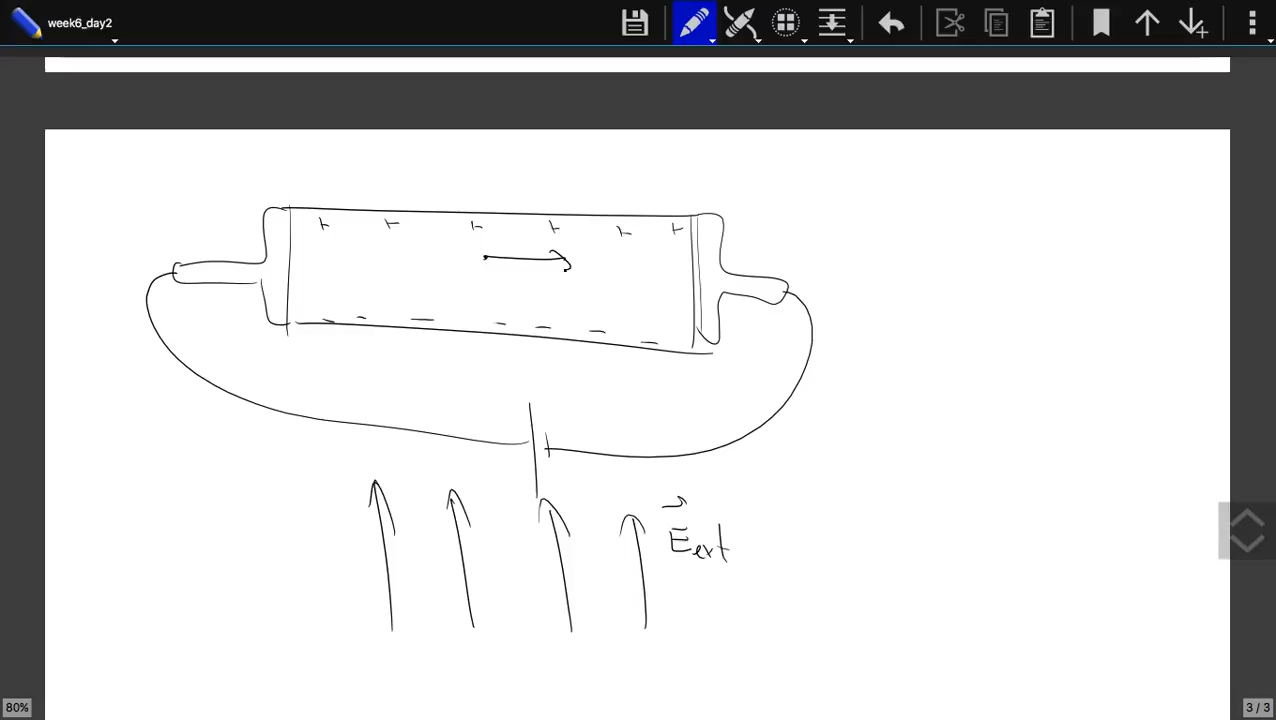 week6_day2
+ + + + + +
- - - - - - -
E ext
80%
3 / 3